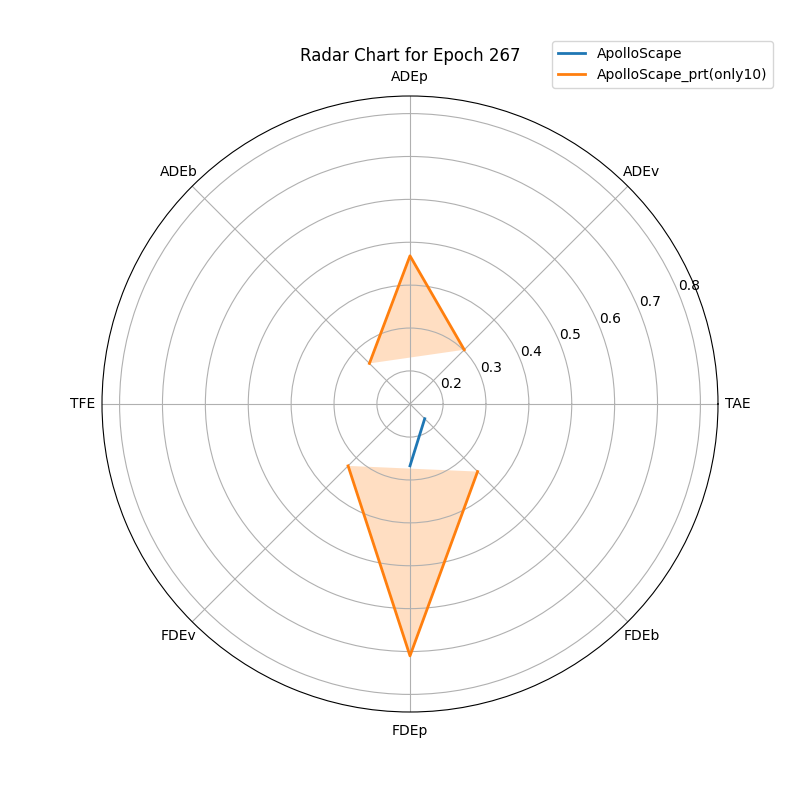 Radar Chart for Epoch 267
ApolloScape
ApolloScape_prt(only10)
ADEp
ADEb
ADEv
0.8
0.7
0.6
0.5
0.4
0.3
0.2
TFE
TAE
FDEv
FDEb
FDEp